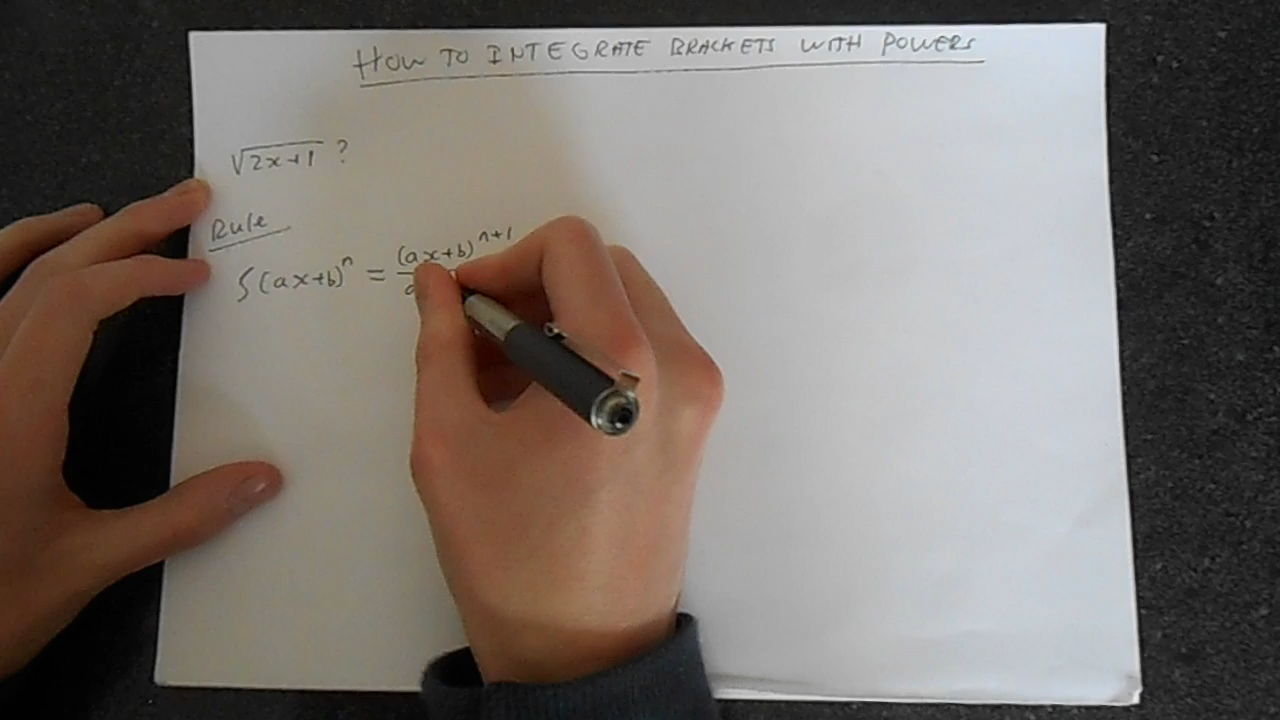 HOW TO INTEGRATE BRACKETS WITH POWERS
√2x+1 ?
Rule
∫(ax+b)^n = (ax+b)^n+1